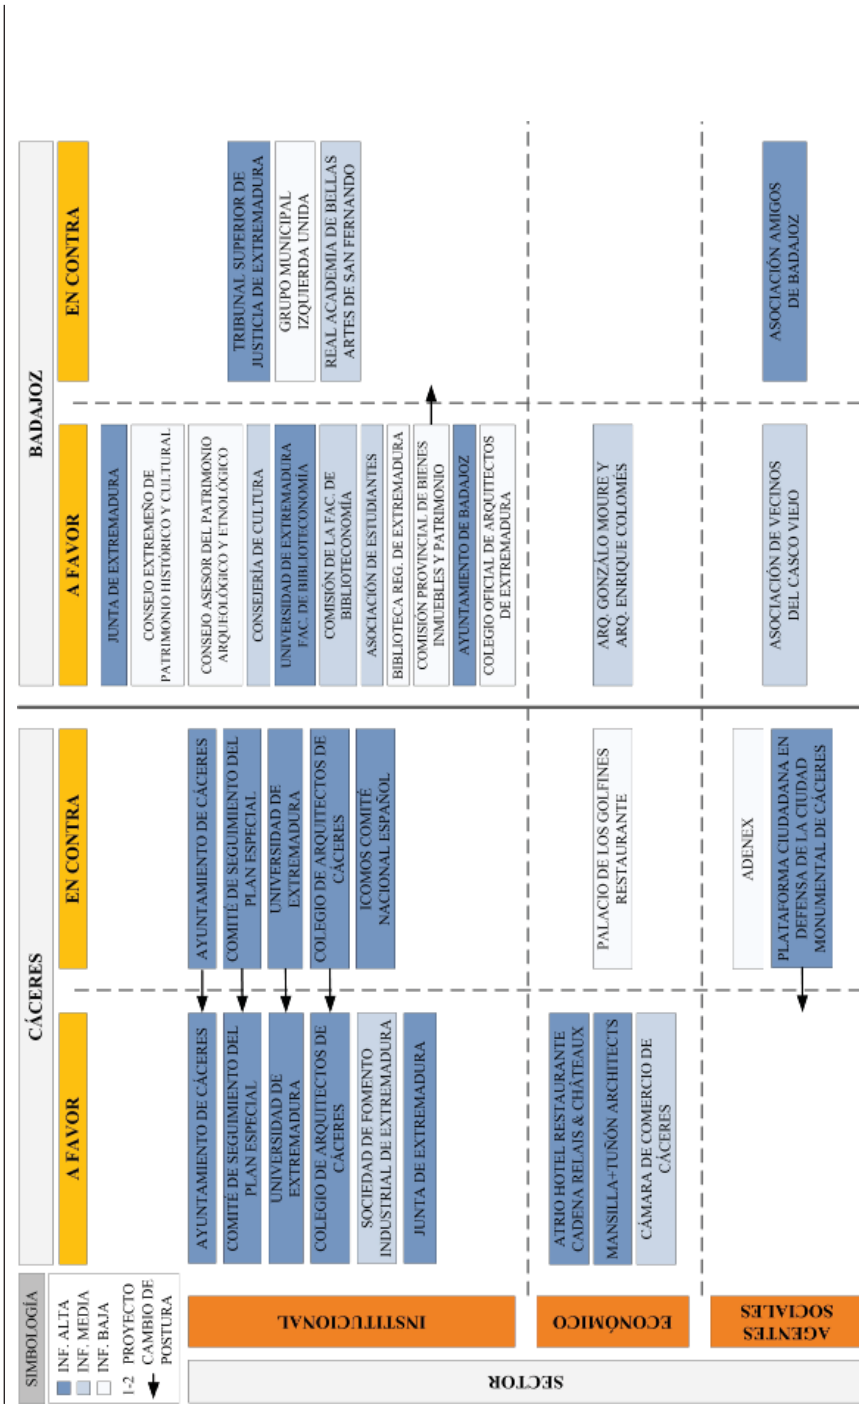 SIMBOLOGÍA
INF. ALTA
INF. MEDIA
INF. BAJA
1-2 PROYECTO
CAMBIO DE
POSTURA
CÁCERES
BADAJOZ
A FAVOR
EN CONTRA
A FAVOR
EN CONTRA
SECTOR
INSTITUCIONAL
AYUNTAMIENTO DE CÁCERES
COMITÉ DE SEGUIMIENTO DEL
PLAN ESPECIAL
UNIVERSIDAD DE
EXTREMADURA
COLEGIO DE ARQUITECTOS DE
CÁCERES
SOCIEDAD DE FOMENTO
INDUSTRIAL DE EXTREMADURA
JUNTA DE EXTREMADURA
AYUNTAMIENTO DE CÁCERES
COMITÉ DE SEGUIMIENTO DEL
PLAN ESPECIAL
UNIVERSIDAD DE
EXTREMADURA
COLEGIO DE ARQUITECTOS DE
CÁCERES
ICOMOS COMITÉ
NACIONAL ESPAÑOL
JUNTA DE EXTREMADURA
CONSEJO EXTREMEÑO DE
PATRIMONIO HISTÓRICO Y CULTURAL
CONSEJO ASESOR DEL PATRIMONIO
ARQUEOLÓGICO Y ETNOLÓGICO
CONSEJERÍA DE CULTURA
UNIVERSIDAD DE EXTREMADURA
FAC. DE BIBLIOTECONOMÍA
COMISIÓN DE LA FAC. DE
BIBLIOTECONOMÍA
ASOCIACIÓN DE ESTUDIANTES
BIBLIOTECA REG. DE EXTREMADURA
COMISIÓN PROVINCIAL DE BIENES
INMUEBLES Y PATRIMONIO
AYUNTAMIENTO DE BADAJOZ
COLEGIO OFICIAL DE ARQUITECTOS
DE EXTREMADURA
TRIBUNAL SUPERIOR DE
JUSTICIA DE EXTREMADURA
GRUPO MUNICIPAL
IZQUIERDA UNIDA
REAL ACADEMIA DE BELLAS
ARTES DE SAN FERNANDO
ECONÓMICO
ATRIO HOTEL RESTAURANTE
CADENA RELAIS & CHÂTEAUX
MANSILLA+TUÑÓN ARCHITECTS
CÁMARA DE COMERCIO DE
CÁCERES
PALACIO DE LOS GOLFINES
RESTAURANTE
ARQ. GONZÁLO MOURE Y
ARQ. ENRIQUE COLOMÉS
AGENTES
SOCIALES
ADENEX
PLATAFORMA CIUDADANA EN
DEFENSA DE LA CIUDAD
MONUMENTAL DE CÁCERES
ASOCIACIÓN DE VECINOS
DEL CASCO VIEJO
ASOCIACIÓN AMIGOS
DE BADAJOZ